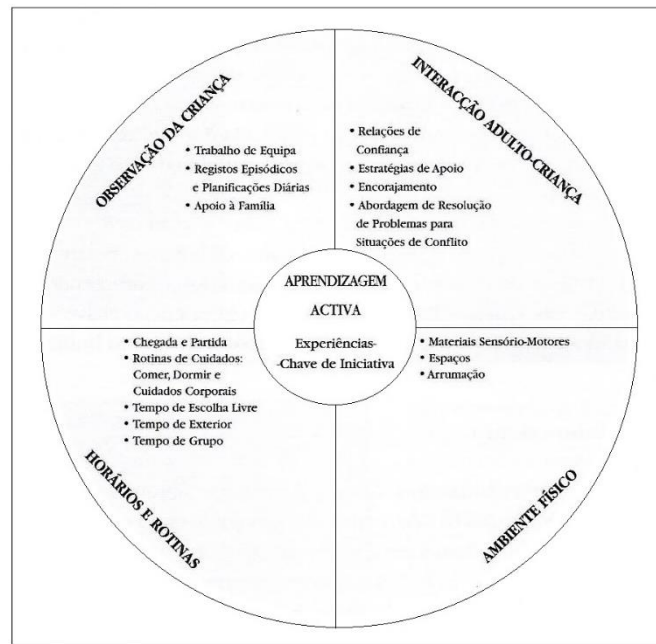 OBSERVAÇÃO DA CRIANÇA
• Trabalho de Equipa
• Registos Episódicos
e Planificações Diárias
• Apoio à Família
INTERACÇÃO ADULTO-CRIANÇA
• Relações de
Confiança
• Estratégias de Apoio
• Encorajamento
• Abordagem de Resolução
de Problemas para
Situações de Conflito
APRENDIZAGEM
ACTIVA
Experiências-
-Chave de Iniciativa
• Chegada e Partida
• Rotinas de Cuidados:
Comer, Dormir e
Cuidados Corporais
• Tempo de Escolha Livre
• Tempo de Exterior
• Tempo de Grupo
HORÁRIOS E ROTINAS
• Materiais Sensório-Motores
• Espaços
• Arrumação
AMBIENTE FÍSICO